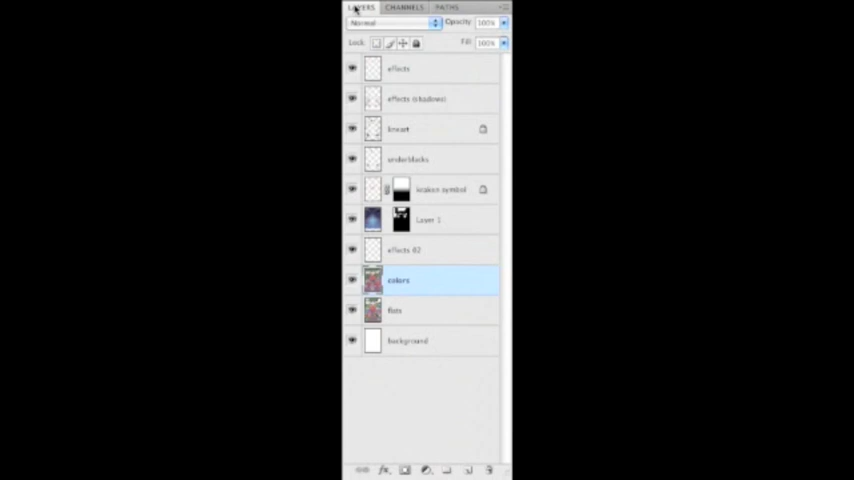 LAYERS CHANNELS PATHS
Normal Opacity: 100%
Lock: Fill: 100%
effects
effects (shadows)
lineart
underblacks
kraken symbol
Layer 1
effects 02
colors
flats
background
fx